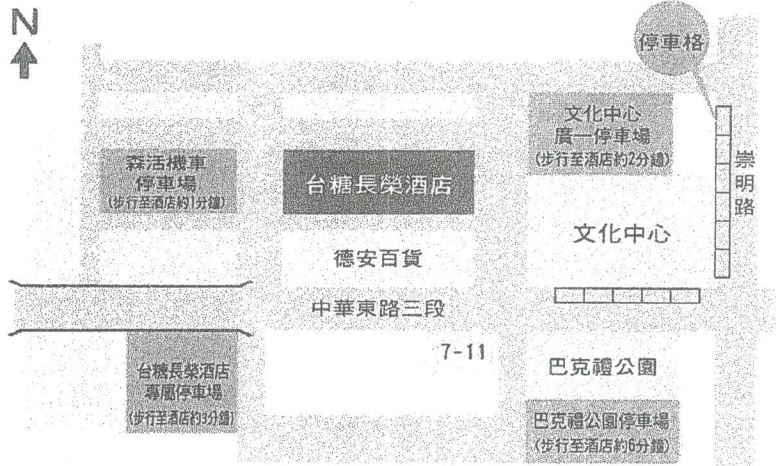 N
停車格
文化中心
廣一停車場
(步行至酒店約2分鐘)
森活機車
停車場
(步行至酒店約1分鐘)
台糖長榮酒店
崇明路
文化中心
德安百貨
中華東路三段
7-11
台糖長榮酒店
專屬停車場
(步行至酒店約3分鐘)
巴克禮公園
巴克禮公園停車場
(步行至酒店約6分鐘)